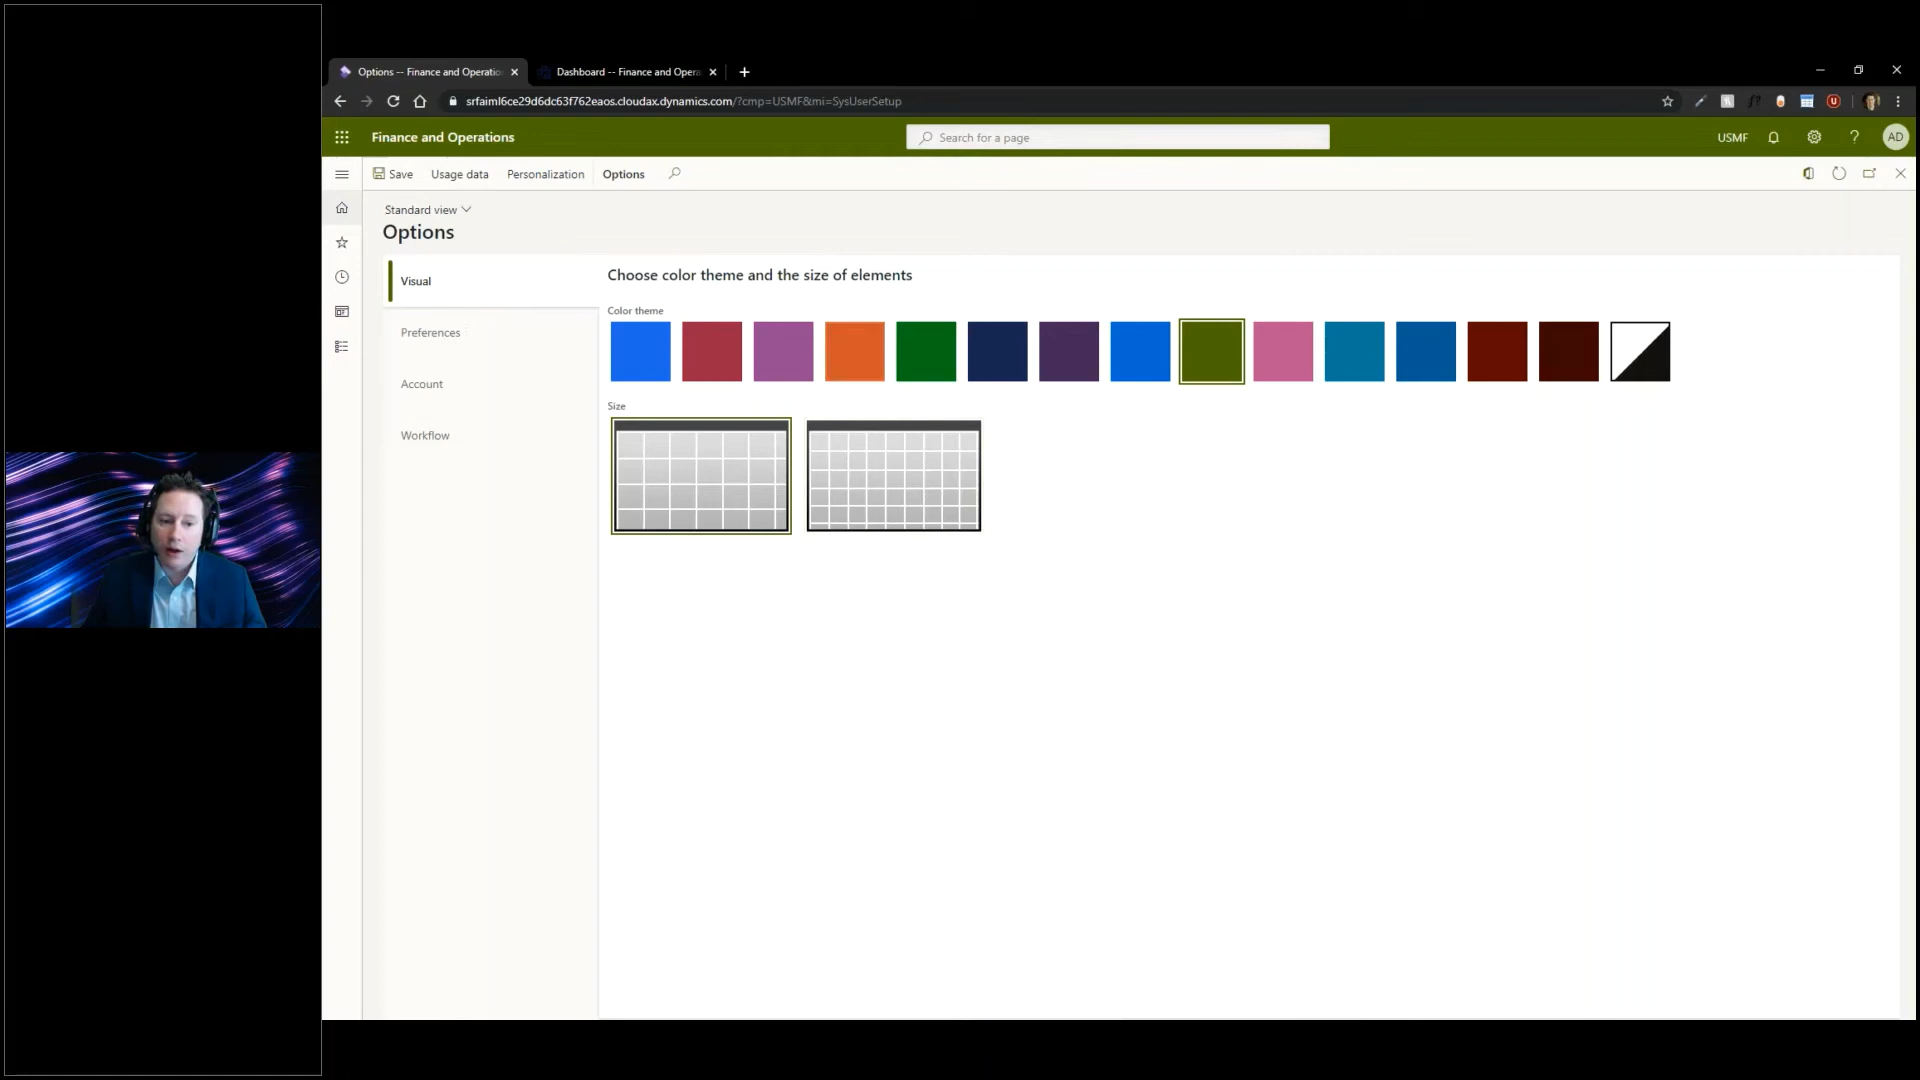 Options -- Finance and Operatio
Dashboard -- Finance and Opera
srfaiml6ce29d6dc63f762eaos.cloudax.dynamics.com/?cmp=USMF&mi=SysUserSetup
Finance and Operations
Search for a page
USMF
AD
Save
Usage data
Personalization
Options
Standard view
Options
Visual
Preferences
Account
Workflow
Choose color theme and the size of elements
Color theme
Size